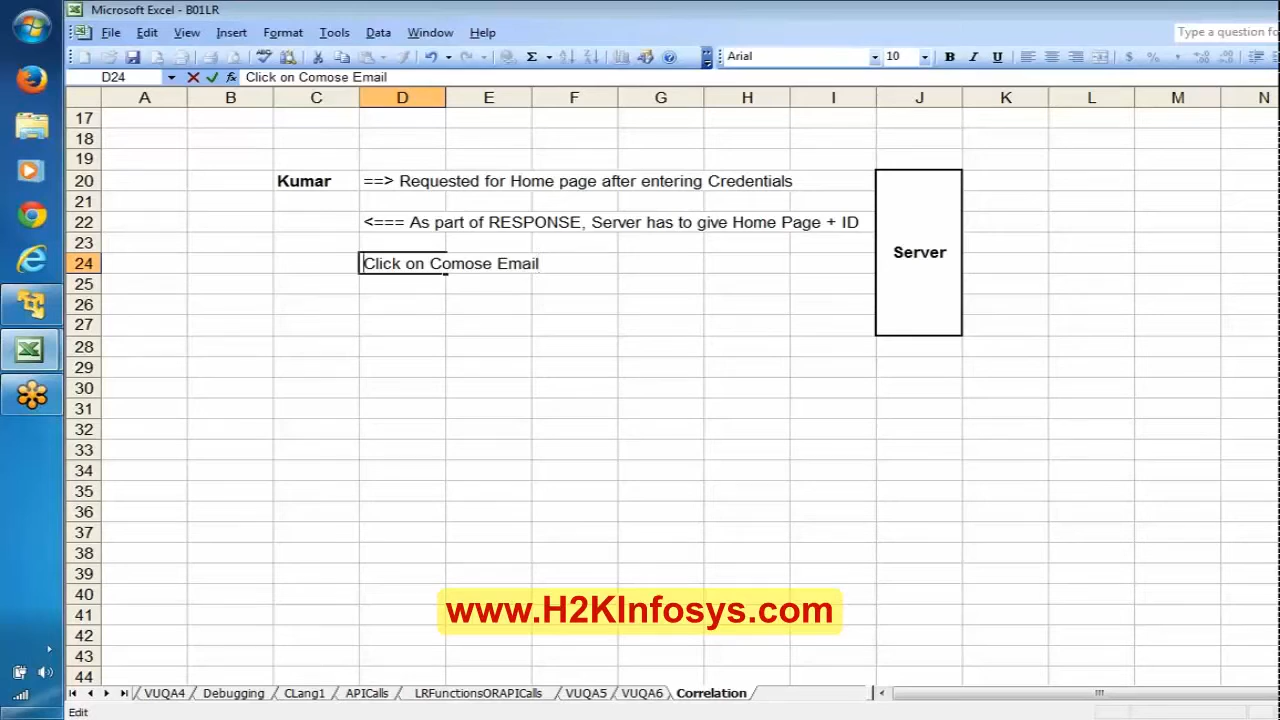 Microsoft Excel - B01LR
File Edit View Insert Format Tools Data Window Help
Type a question fo
Arial 10 B I U $ %
D24 fx Click on Comose Email
A B C D E F G H I J K L M N
17
18
19
20 Kumar ==> Requested for Home page after entering Credentials
21
22 <=== As part of RESPONSE, Server has to give Home Page + ID
23
Server
24 Click on Comose Email
25
26
27
28
29
30
31
32
33
34
35
36
37
38
39
40
www.H2KInfosys.com
41
42
43
44
VUQA4 Debugging CLang1 APICalls LRFunctionsORAPICalls VUQA5 VUQA6 Correlation
Edit